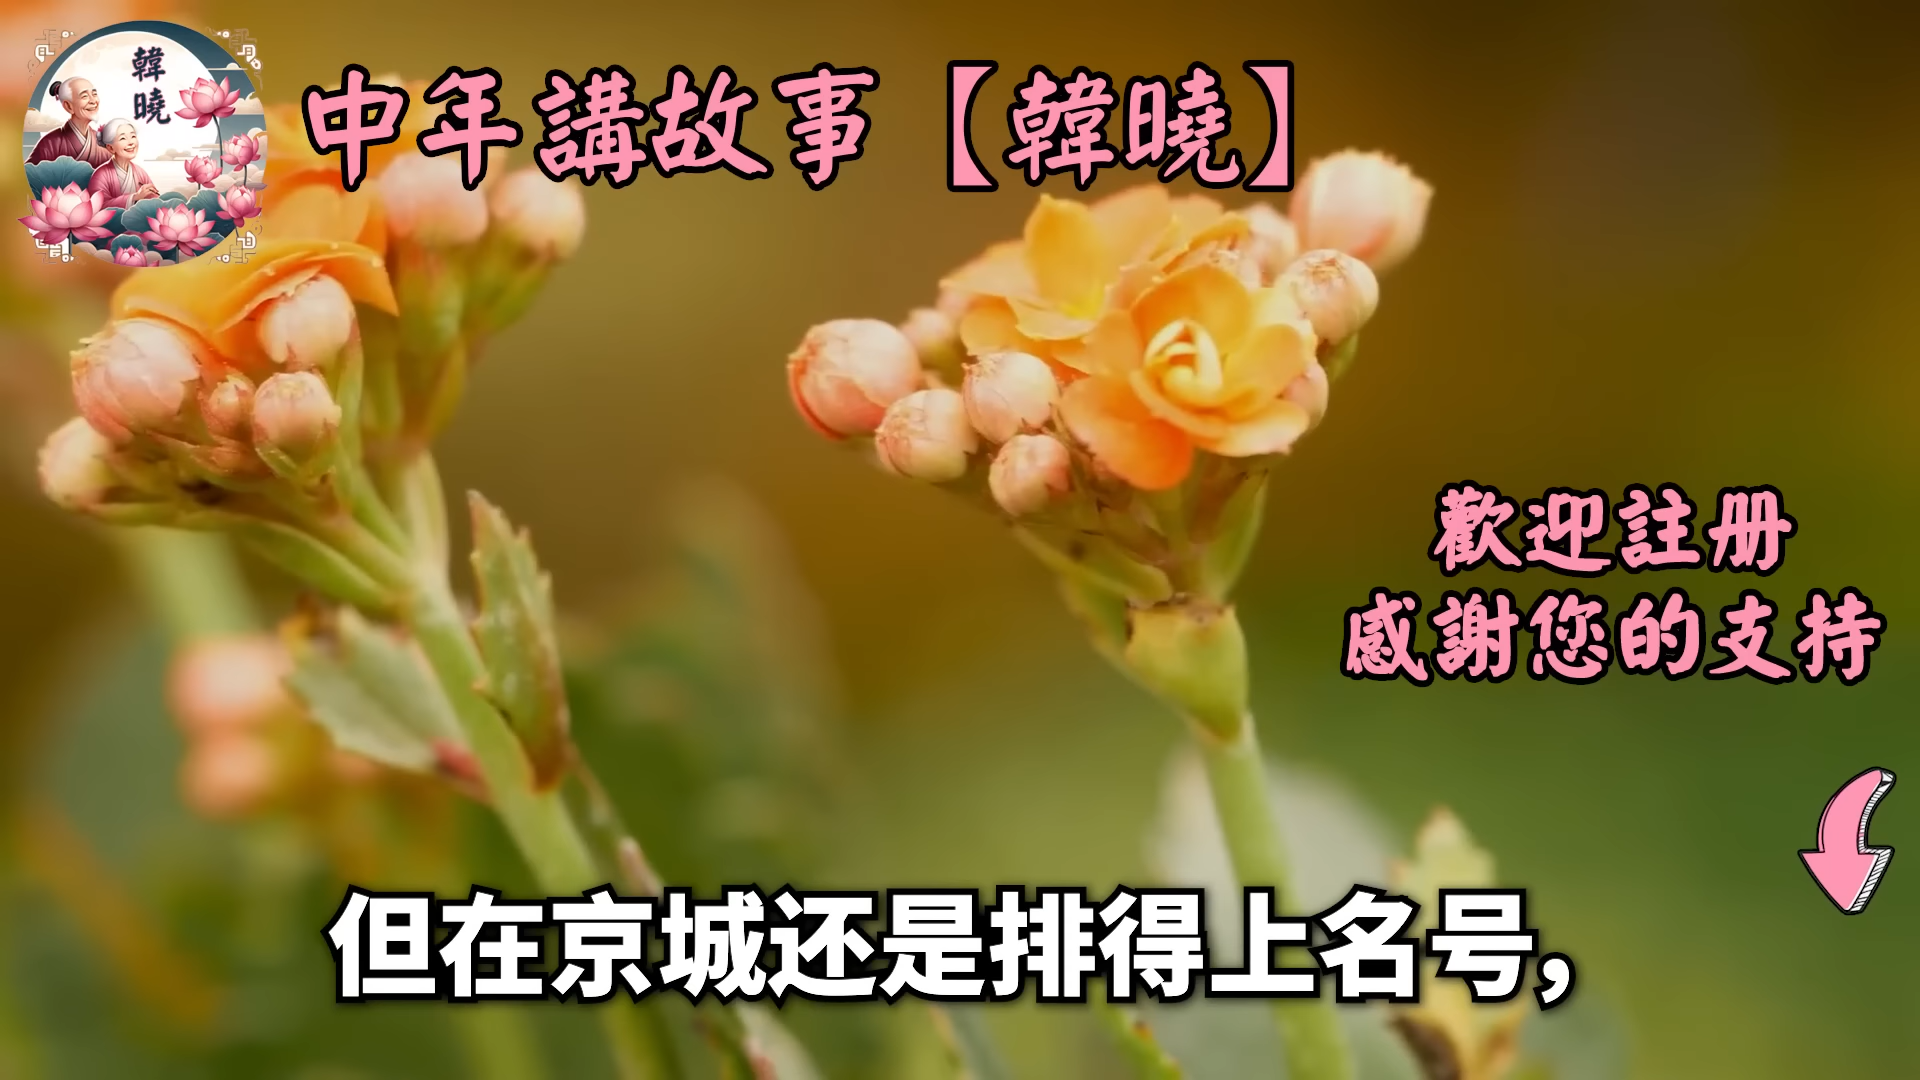 韓曉
中年講故事【韓曉】
歡迎註册
感謝您的支持
但在京城还是排得上名号,